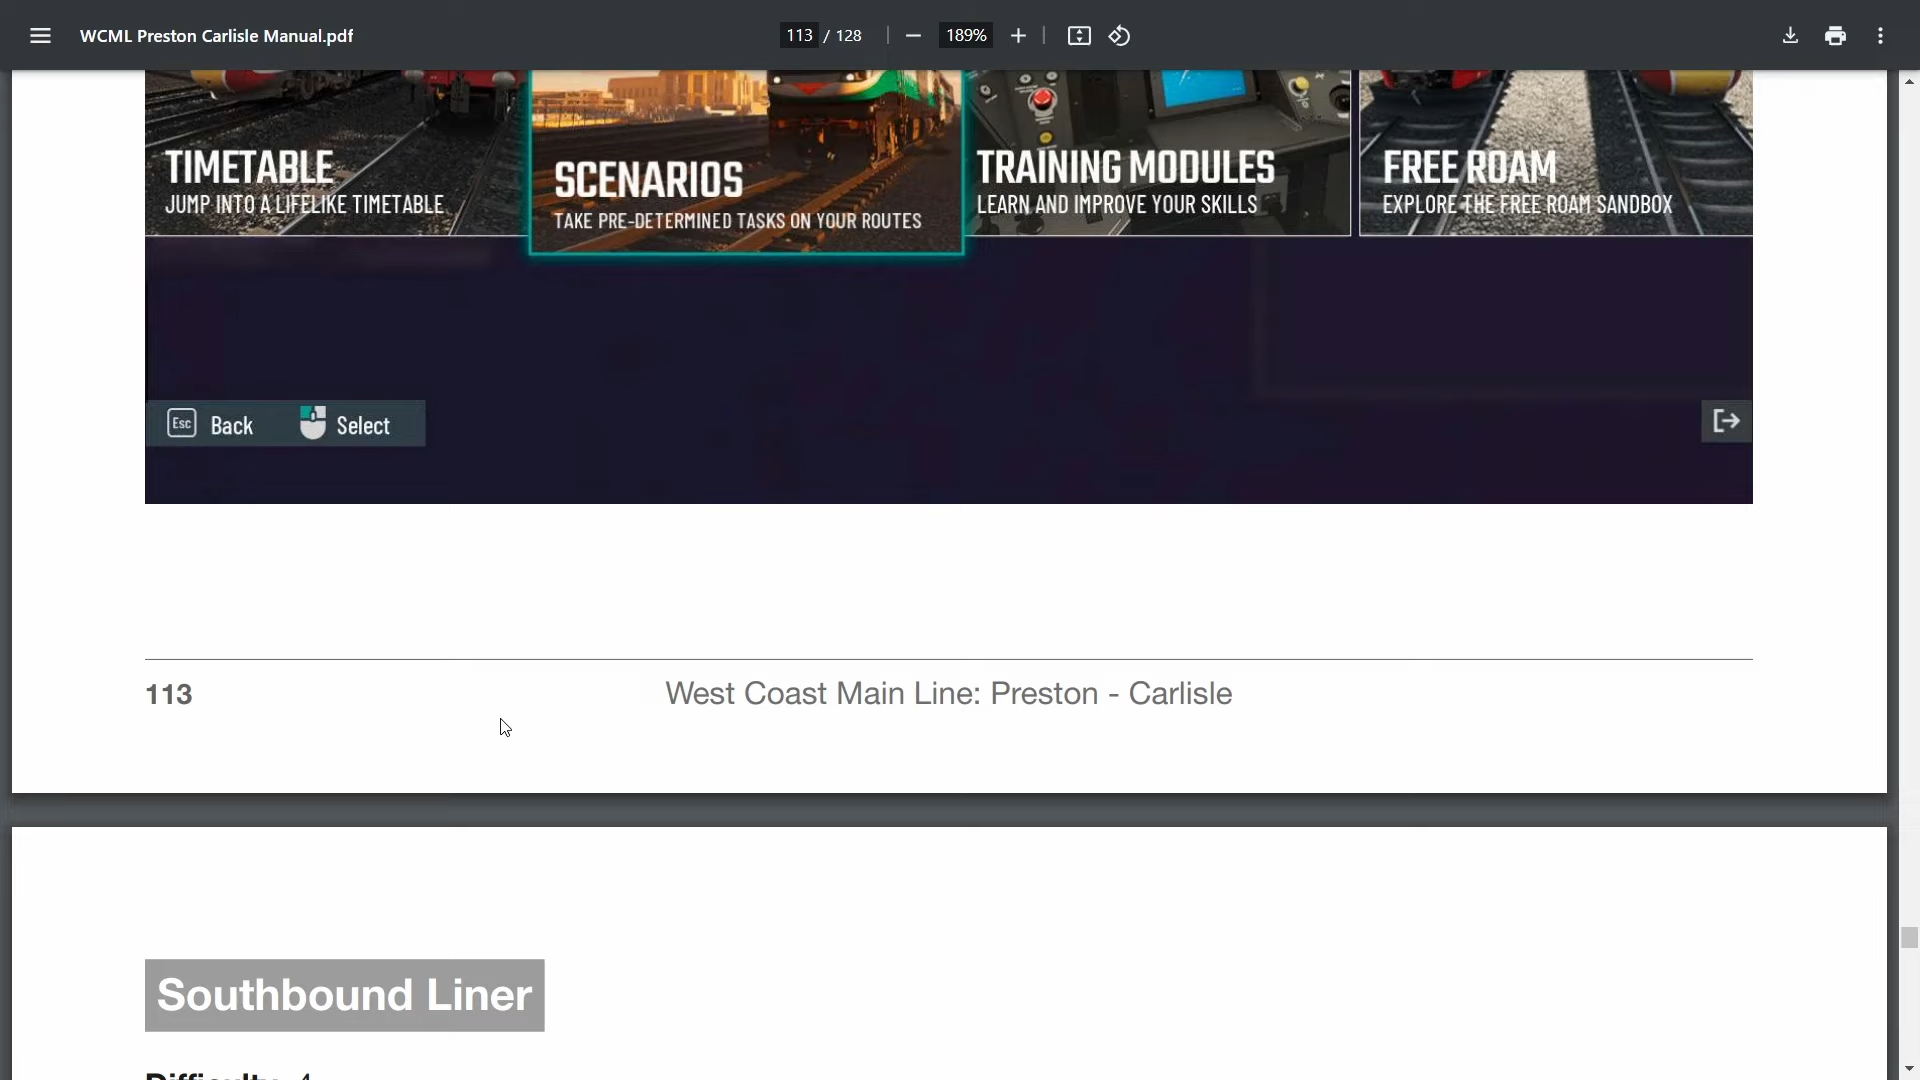 WCML Preston Carlisle Manual.pdf
113 / 128
189%
TIMETABLE
JUMP INTO A LIFELIKE TIMETABLE
SCENARIOS
TAKE PRE-DETERMINED TASKS ON YOUR ROUTES
TRAINING MODULES
LEARN AND IMPROVE YOUR SKILLS
FREE ROAM
EXPLORE THE FREE ROAM SANDBOX
Esc Back Select
113
West Coast Main Line: Preston - Carlisle
Southbound Liner
Difficulty 4